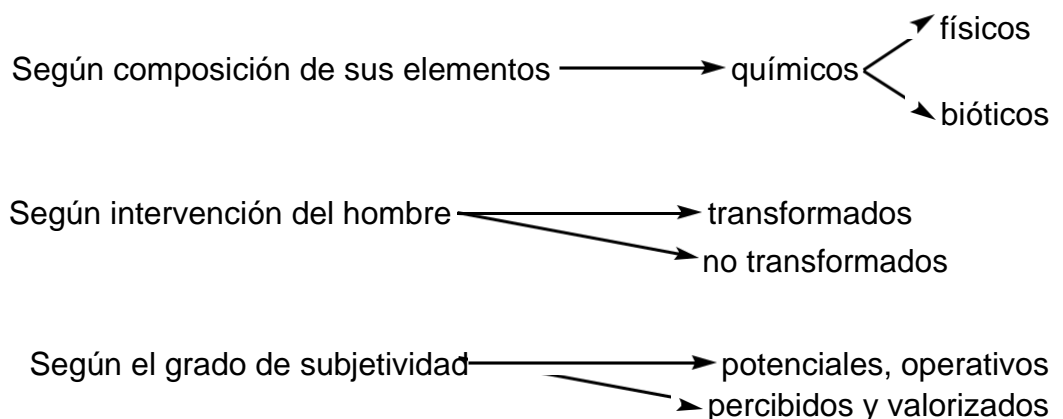 físicos
Según composición de sus elementos químicos
bióticos
Según intervención del hombre transformados
no transformados
Según el grado de subjetividad potenciales, operativos
percibidos y valorizados